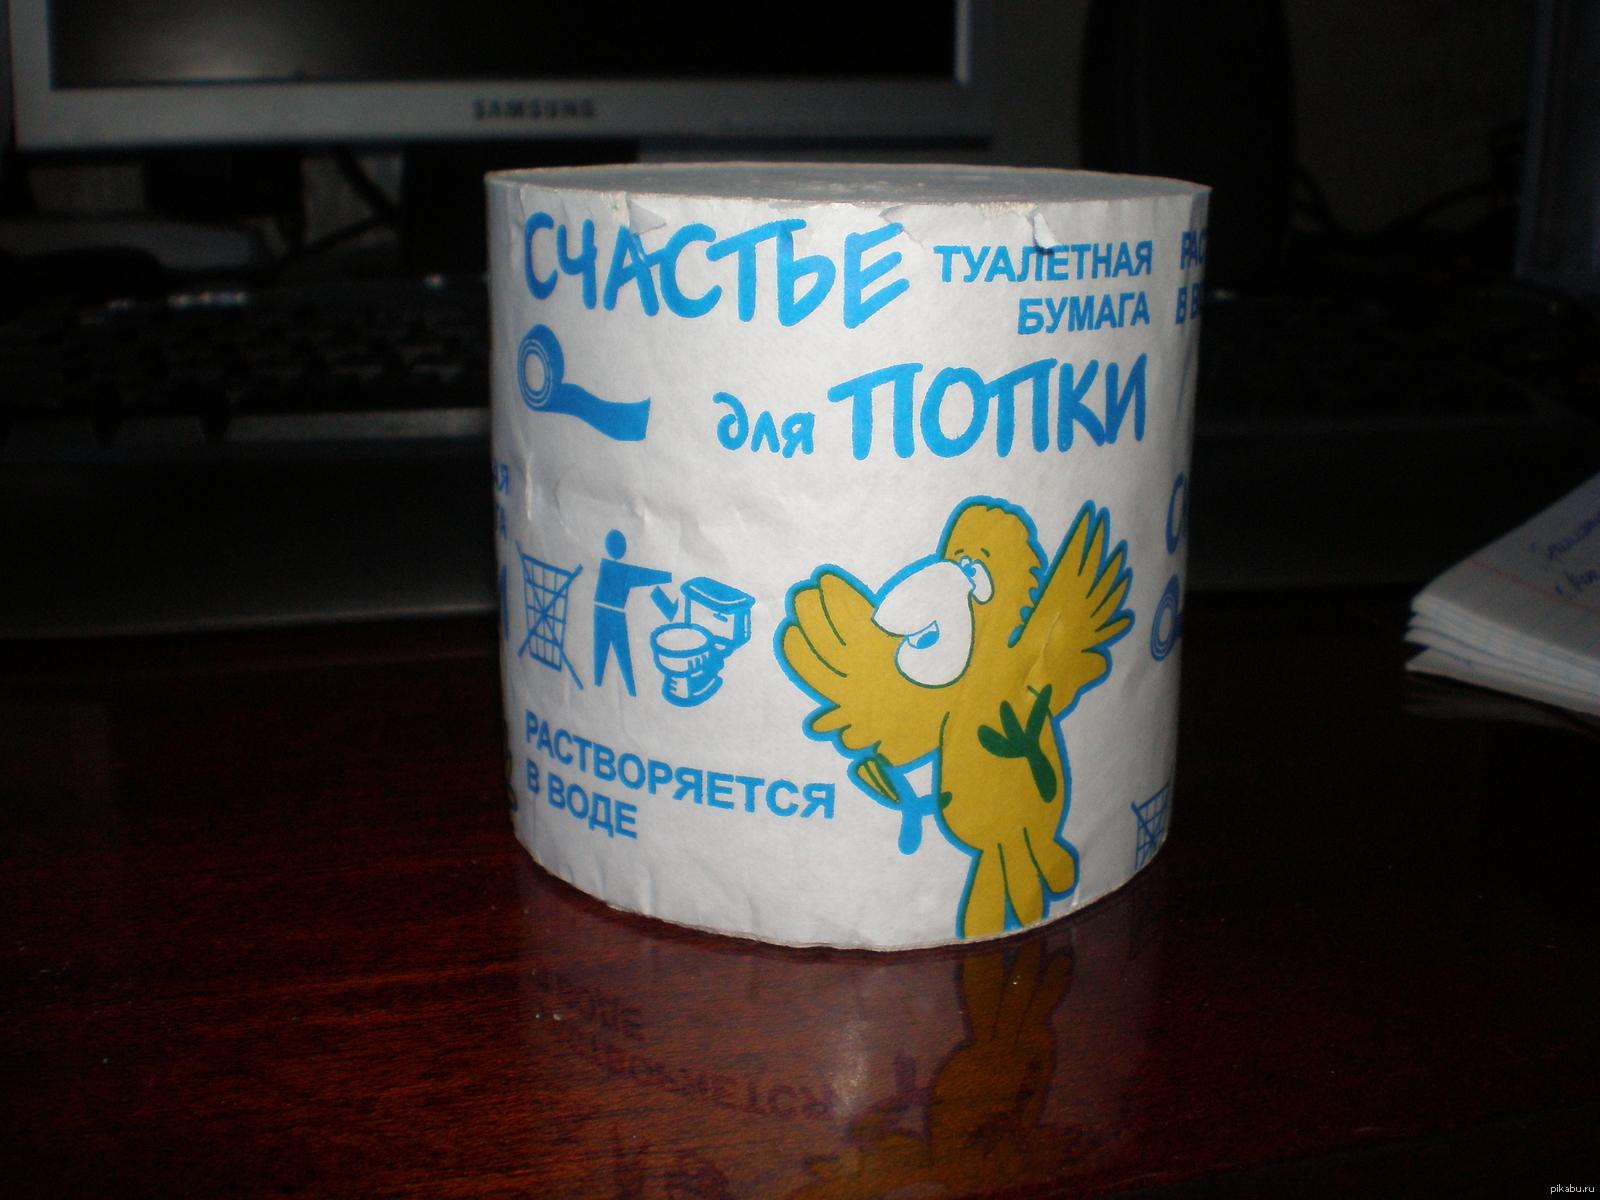 SAMSUNG
СЧАСТЬЕ
ТУАЛЕТНАЯ
БУМАГА
для ПОПКИ
РАСТВОРЯЕТСЯ
В ВОДЕ
pikabu.ru